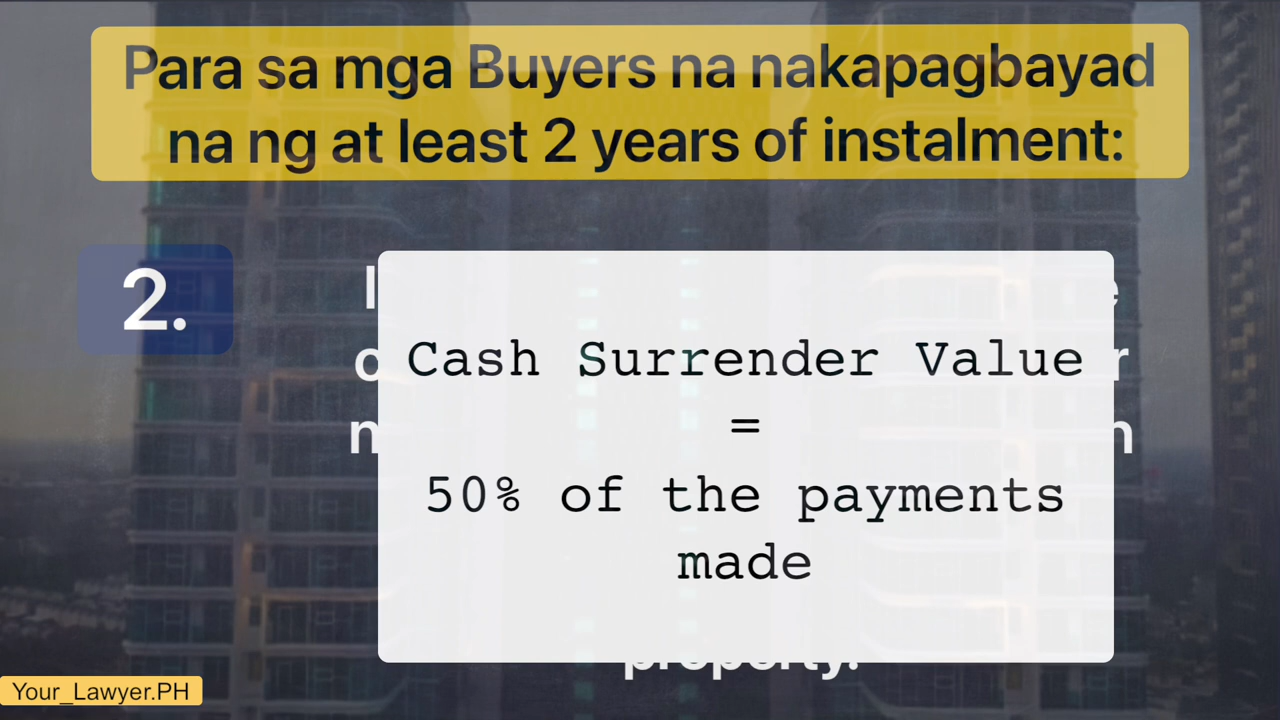 Para sa mga Buyers na nakapagbayad
na ng at least 2 years of instalment:
2.
Cash Surrender Value
=
50% of the payments
made
property.
Your_Lawyer.PH